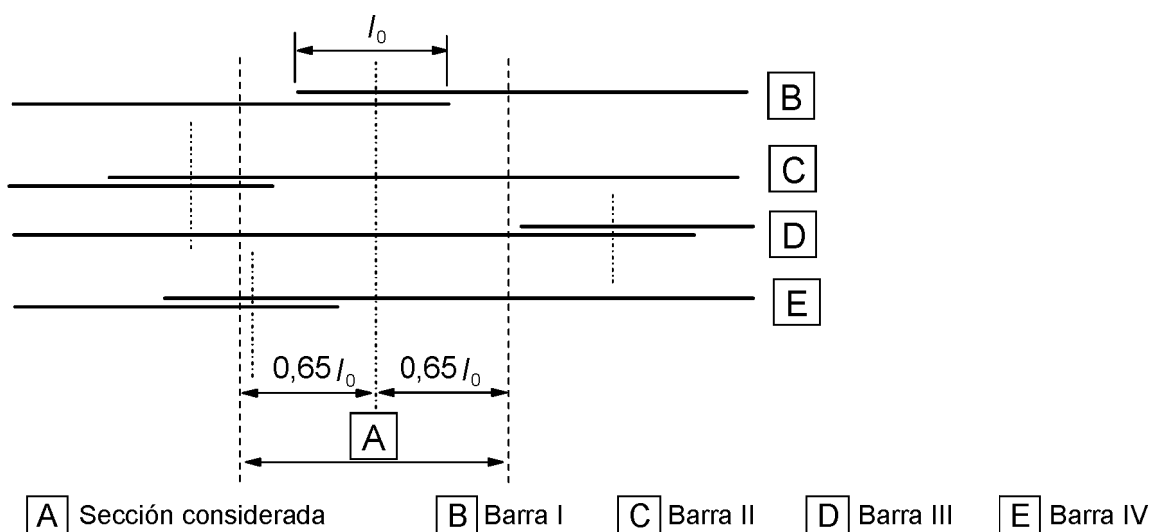 l₀
B
C
D
E
0,65 l₀ 0,65 l₀
A
A Sección considerada B Barra I C Barra II D Barra III E Barra IV